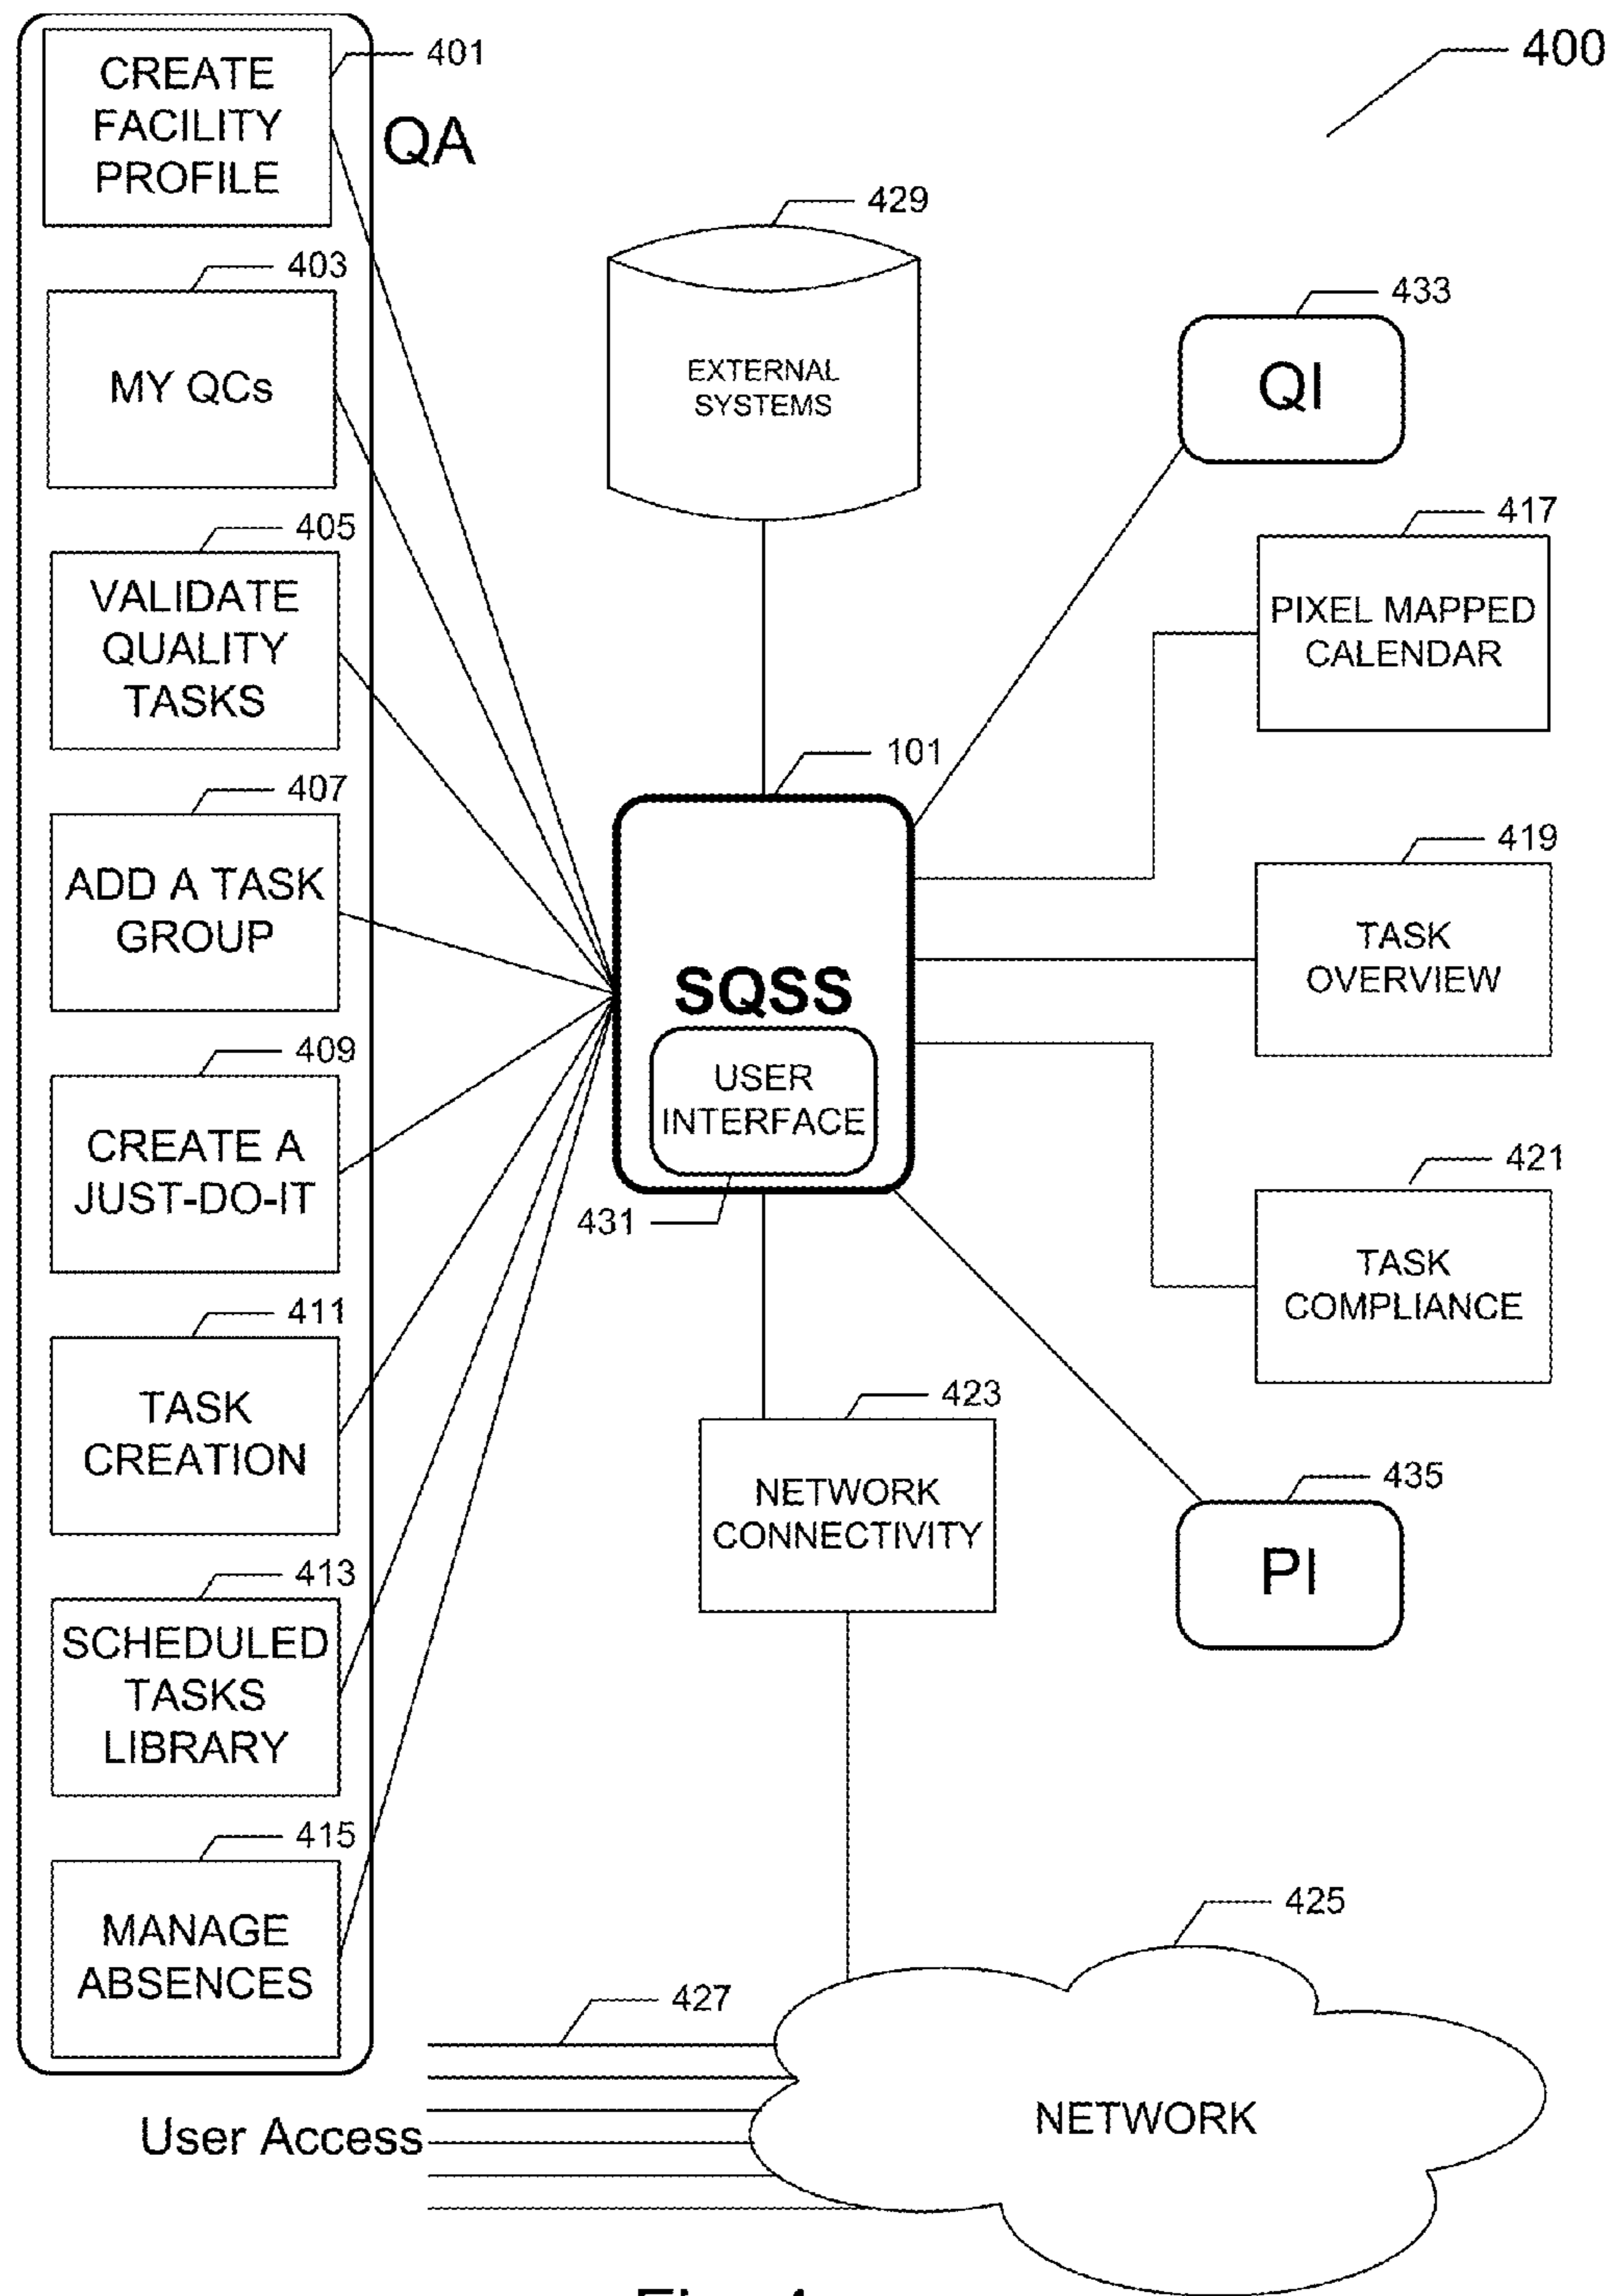 400
401
CREATE
FACILITY
PROFILE
QA
403
MY QCs
405
VALIDATE
QUALITY
TASKS
407
ADD A TASK
GROUP
409
CREATE A
JUST-DO-IT
411
TASK
CREATION
413
SCHEDULED
TASKS
LIBRARY
415
MANAGE
ABSENCES
429
EXTERNAL
SYSTEMS
101
SQSS
USER
INTERFACE
431
433
QI
417
PIXEL MAPPED
CALENDAR
419
TASK
OVERVIEW
421
TASK
COMPLIANCE
423
NETWORK
CONNECTIVITY
435
PI
425
NETWORK
427
User Access